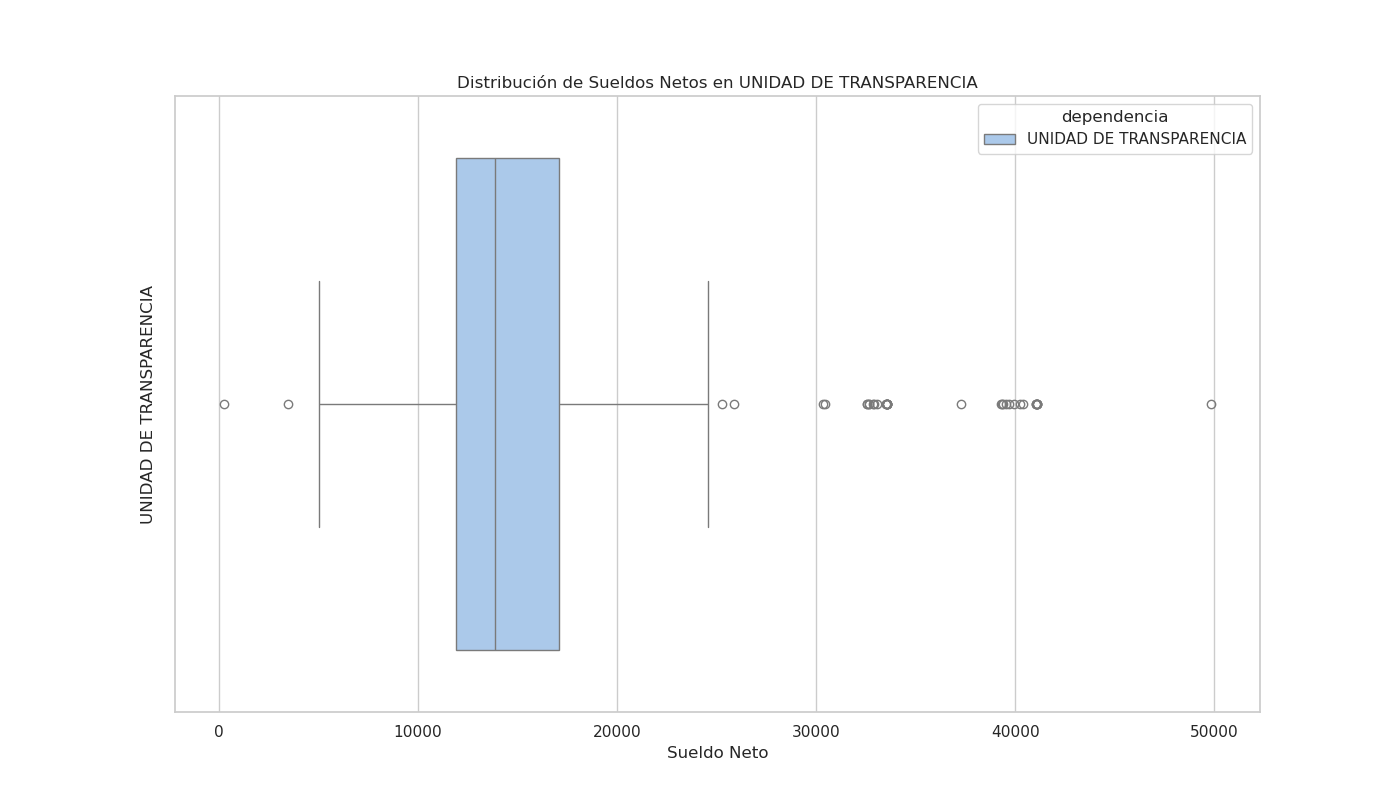 Distribución de Sueldos Netos en UNIDAD DE TRANSPARENCIA
dependencia
UNIDAD DE TRANSPARENCIA
UNIDAD DE TRANSPARENCIA
0 10000 20000 30000 40000 50000
Sueldo Neto